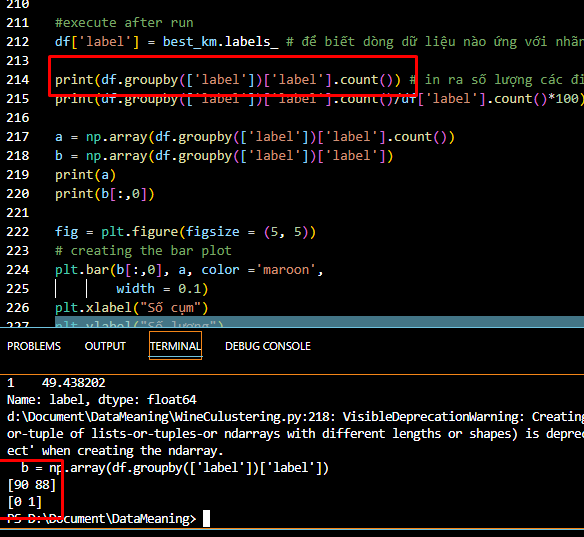 210
211 #execute after run
212 df['label'] = best_km.labels_ # để biết dòng dữ liệu nào ứng với nhãn
213
214 print(df.groupby(['label'])['label'].count()) # in ra số lượng các đi
215 print(df.groupby(['label'])['label'].count()/df['label'].count()*100)
216
217 a = np.array(df.groupby(['label'])['label'].count())
218 b = np.array(df.groupby(['label'])['label'])
219 print(a)
220 print(b[:,0])
221
222 fig = plt.figure(figsize = (5, 5))
223 # creating the bar plot
224 plt.bar(b[:,0], a, color ='maroon',
225 width = 0.1)
226 plt.xlabel("Số cụm")
227 plt.ylabel("Số lượng")
PROBLEMS OUTPUT TERMINAL DEBUG CONSOLE
1 49.438202
Name: label, dtype: float64
d:\Document\DataMeaning\WineCulustering.py:218: VisibleDeprecationWarning: Creating
or-tuple of lists-or-tuples-or ndarrays with different lengths or shapes) is deprec
ect' when creating the ndarray.
b = np.array(df.groupby(['label'])['label'])
[90 88]
[0 1]
PS D:\Document\DataMeaning>